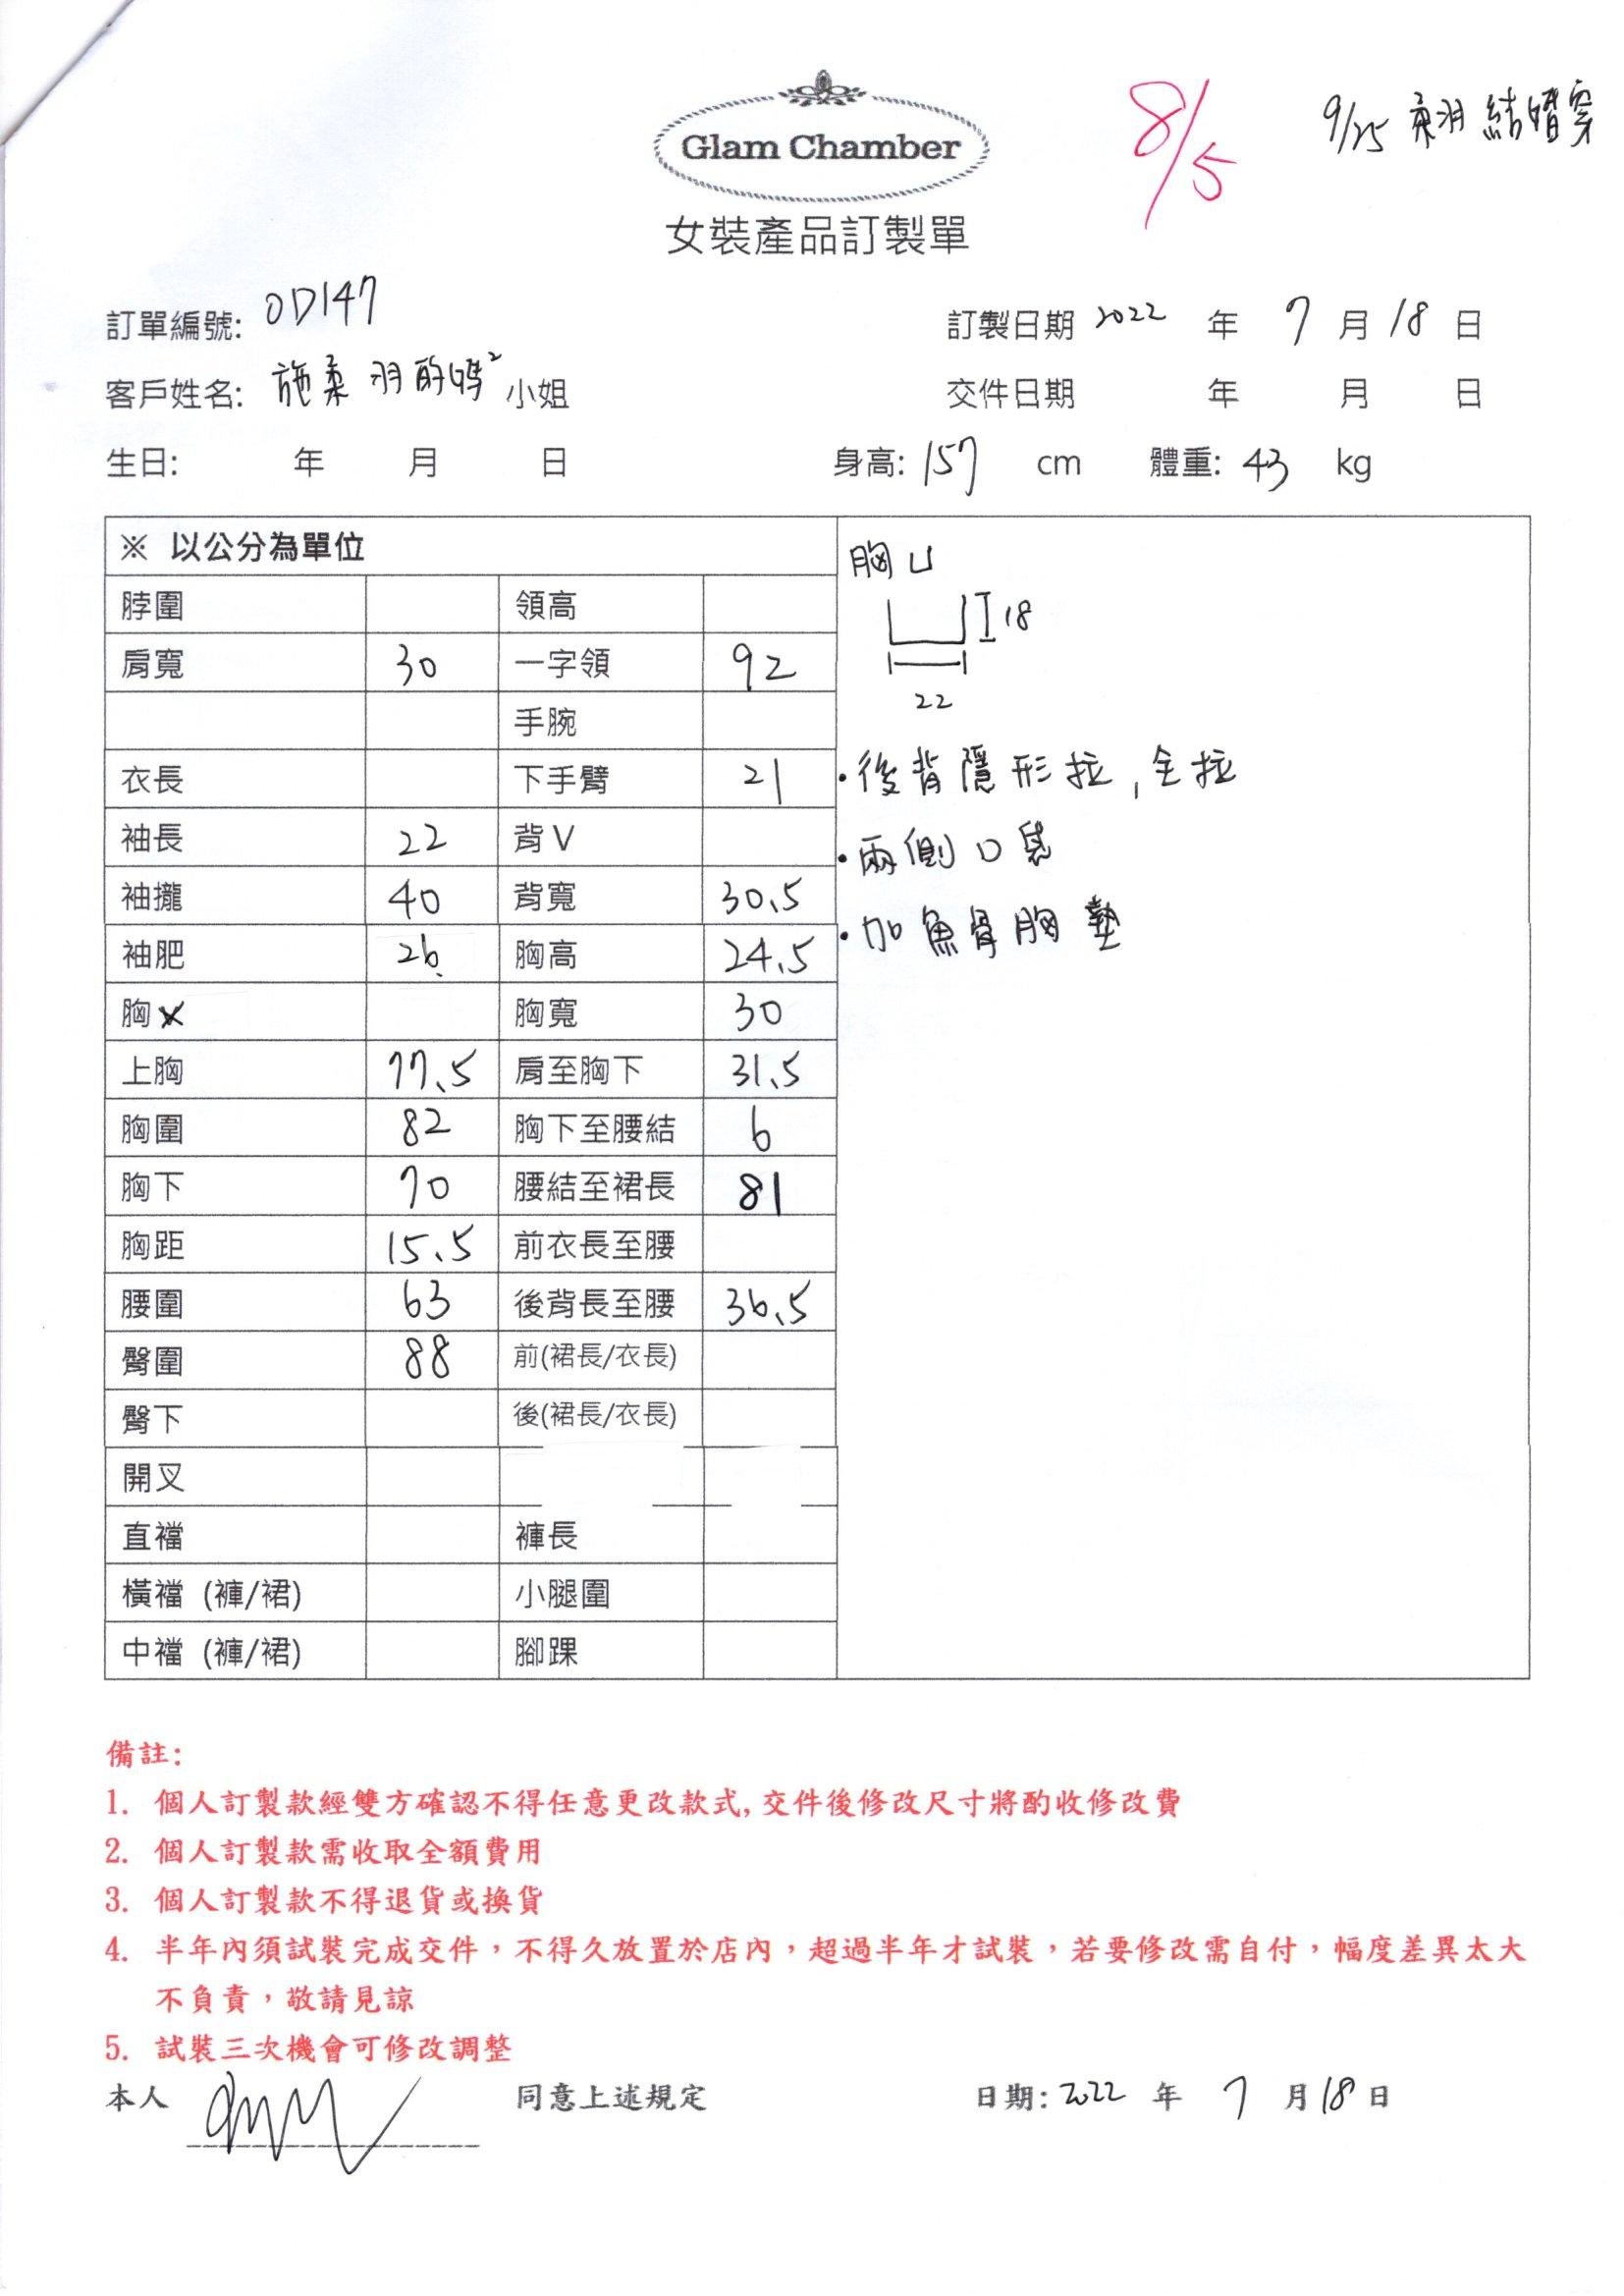 8/5
9/25 柔羽 結婚穿
Glam Chamber
女裝產品訂製單
訂單編號: OD147
訂製日期 2022 年 7 月 18 日
客戶姓名: 施柔羽的媽² 小姐
交件日期 年 月 日
生日: 年 月 日 身高: 157 cm 體重: 43 kg
※ 以公分為單位
脖圍 領高
肩寬 30 一字領 92
手腕
衣長 下手臂 21
袖長 22 背V
袖攏 40 背寬 30.5
袖肥 26. 胸高 24.5
胸 胸寬 30
上胸 77.5 肩至胸下 31.5
胸圍 82 胸下至腰結 6
胸下 70 腰結至裙長 81
胸距 15.5 前衣長至腰
腰圍 63 後背長至腰 36.5
臀圍 88 前(裙長/衣長)
臀下 後(裙長/衣長)
開叉
直襠 褲長
橫襠 (褲/裙) 小腿圍
中襠 (褲/裙) 腳踝
胸凵
18
22
·後背隱形拉,全拉
·兩側口袋
·加魚骨胸墊
備註:
1. 個人訂製款經雙方確認不得任意更改款式,交件後修改尺寸將酌收修改費
2. 個人訂製款需收取全額費用
3. 個人訂製款不得退貨或換貨
4. 半年內須試裝完成交件，不得久放置於店內，超過半年才試裝，若要修改需自付，幅度差異太大
不負責，敬請見諒
5. 試裝三次機會可修改調整
本人 同意上述規定 日期: 2022 年 7 月 18 日